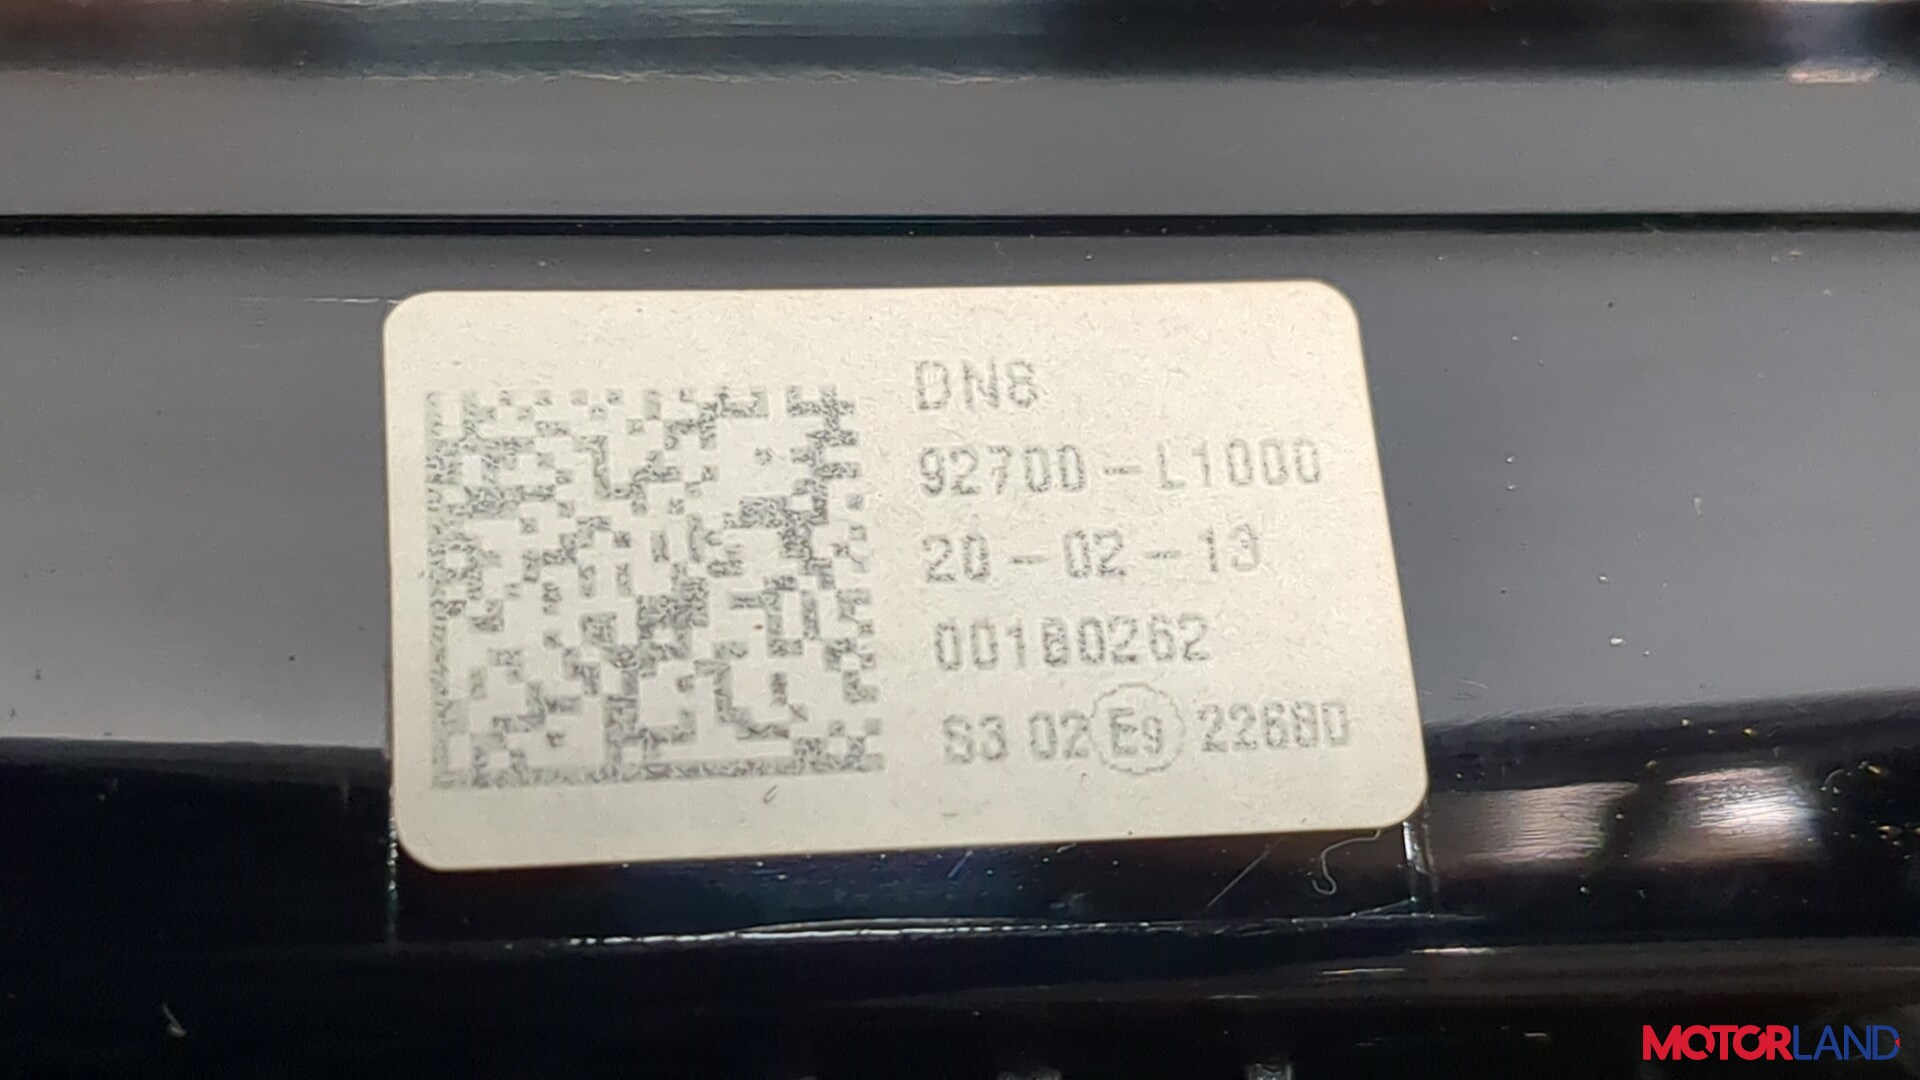 DN8
92700-L1000
20-02-13
00180262
S3 02 E9 22680
MOTORLAND